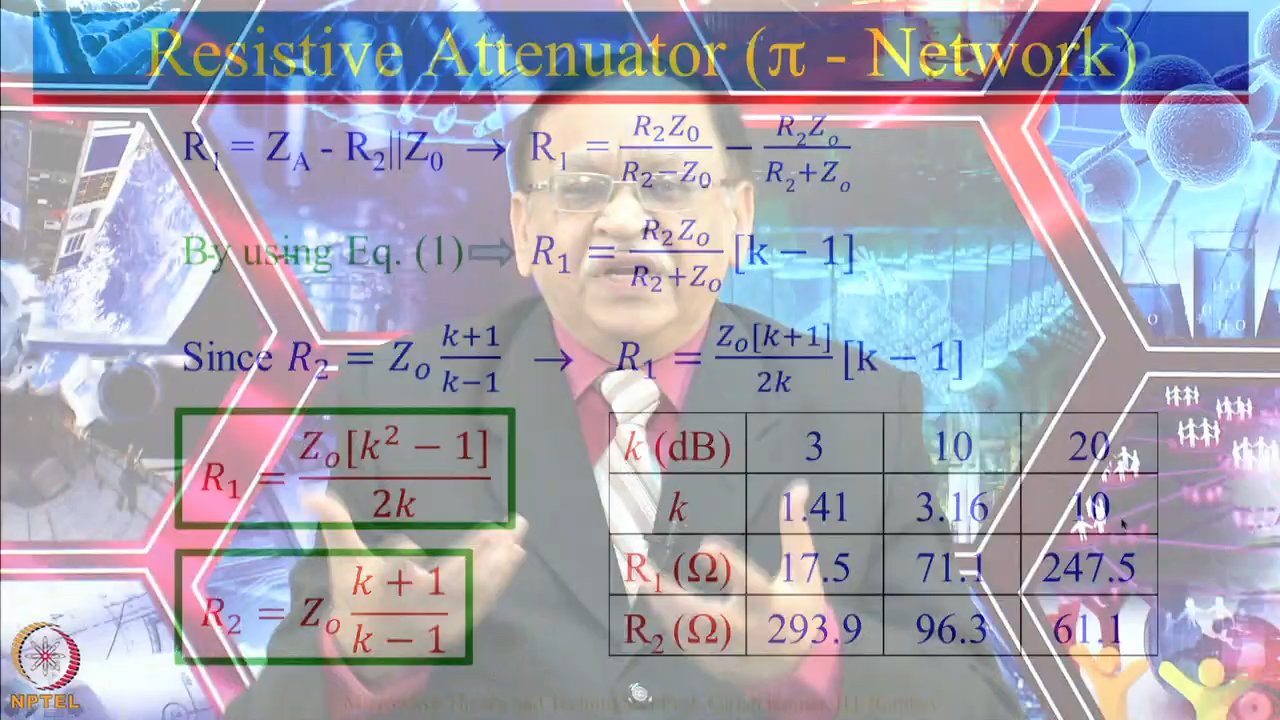 Resistive Attenuator (π - Network)
R₁ = Z_A - R₂||Z₀ → R₁ = R₂Z₀/(R₂−Z₀) − R₂Zₒ/(R₂+Zₒ)
By using Eq. (1) ⇨ R₁ = R₂Zₒ/(R₂+Zₒ) [k − 1]
Since R₂ = Zₒ (k+1)/(k−1) → R₁ = Zₒ[k+1]/2k [k − 1]
R₁ = Zₒ[k² − 1]/2k
R₂ = Zₒ (k + 1)/(k − 1)
k (dB) 3 10 20
k 1.41 3.16 10
R₁ (Ω) 17.5 71.1 247.5
R₂ (Ω) 293.9 96.3 61.1
H₂O
O
H₂O
NPTEL